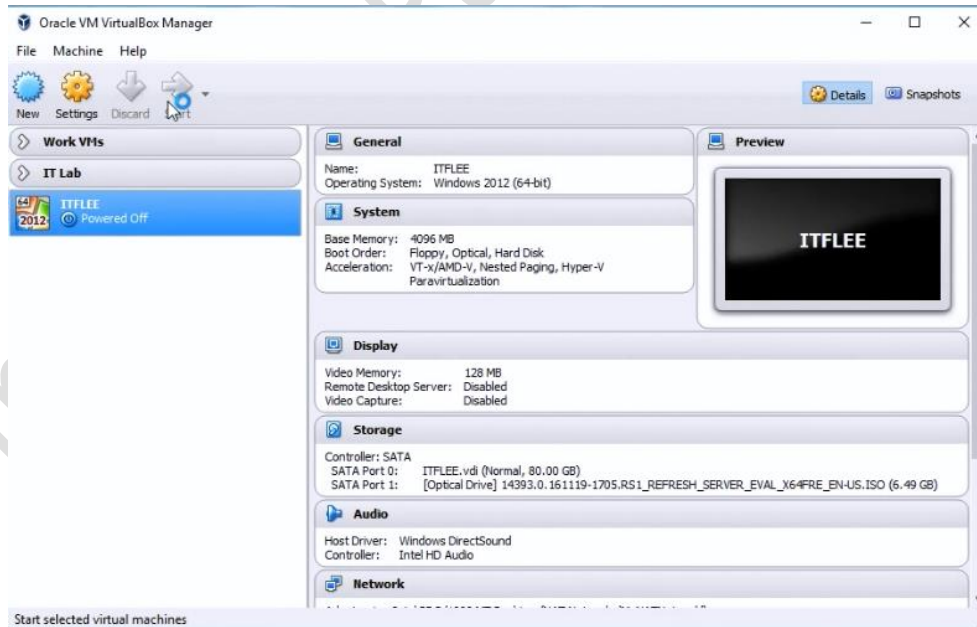 Oracle VM VirtualBox Manager
File Machine Help
New Settings Discard
Details Snapshots
Work VMs
IT Lab
64 2012
ITFLEE
Powered Off
General
Name: ITFLEE
Operating System: Windows 2012 (64-bit)
System
Base Memory: 4096 MB
Boot Order: Floppy, Optical, Hard Disk
Acceleration: VT-x/AMD-V, Nested Paging, Hyper-V
Paravirtualization
Preview
ITFLEE
Display
Video Memory: 128 MB
Remote Desktop Server: Disabled
Video Capture: Disabled
Storage
Controller: SATA
SATA Port 0: ITFLEE.vdi (Normal, 80.00 GB)
SATA Port 1: [Optical Drive] 14393.0.161119-1705.RS1_REFRESH_SERVER_EVAL_X64FRE_EN-US.ISO (6.49 GB)
Audio
Host Driver: Windows DirectSound
Controller: Intel HD Audio
Network
Start selected virtual machines